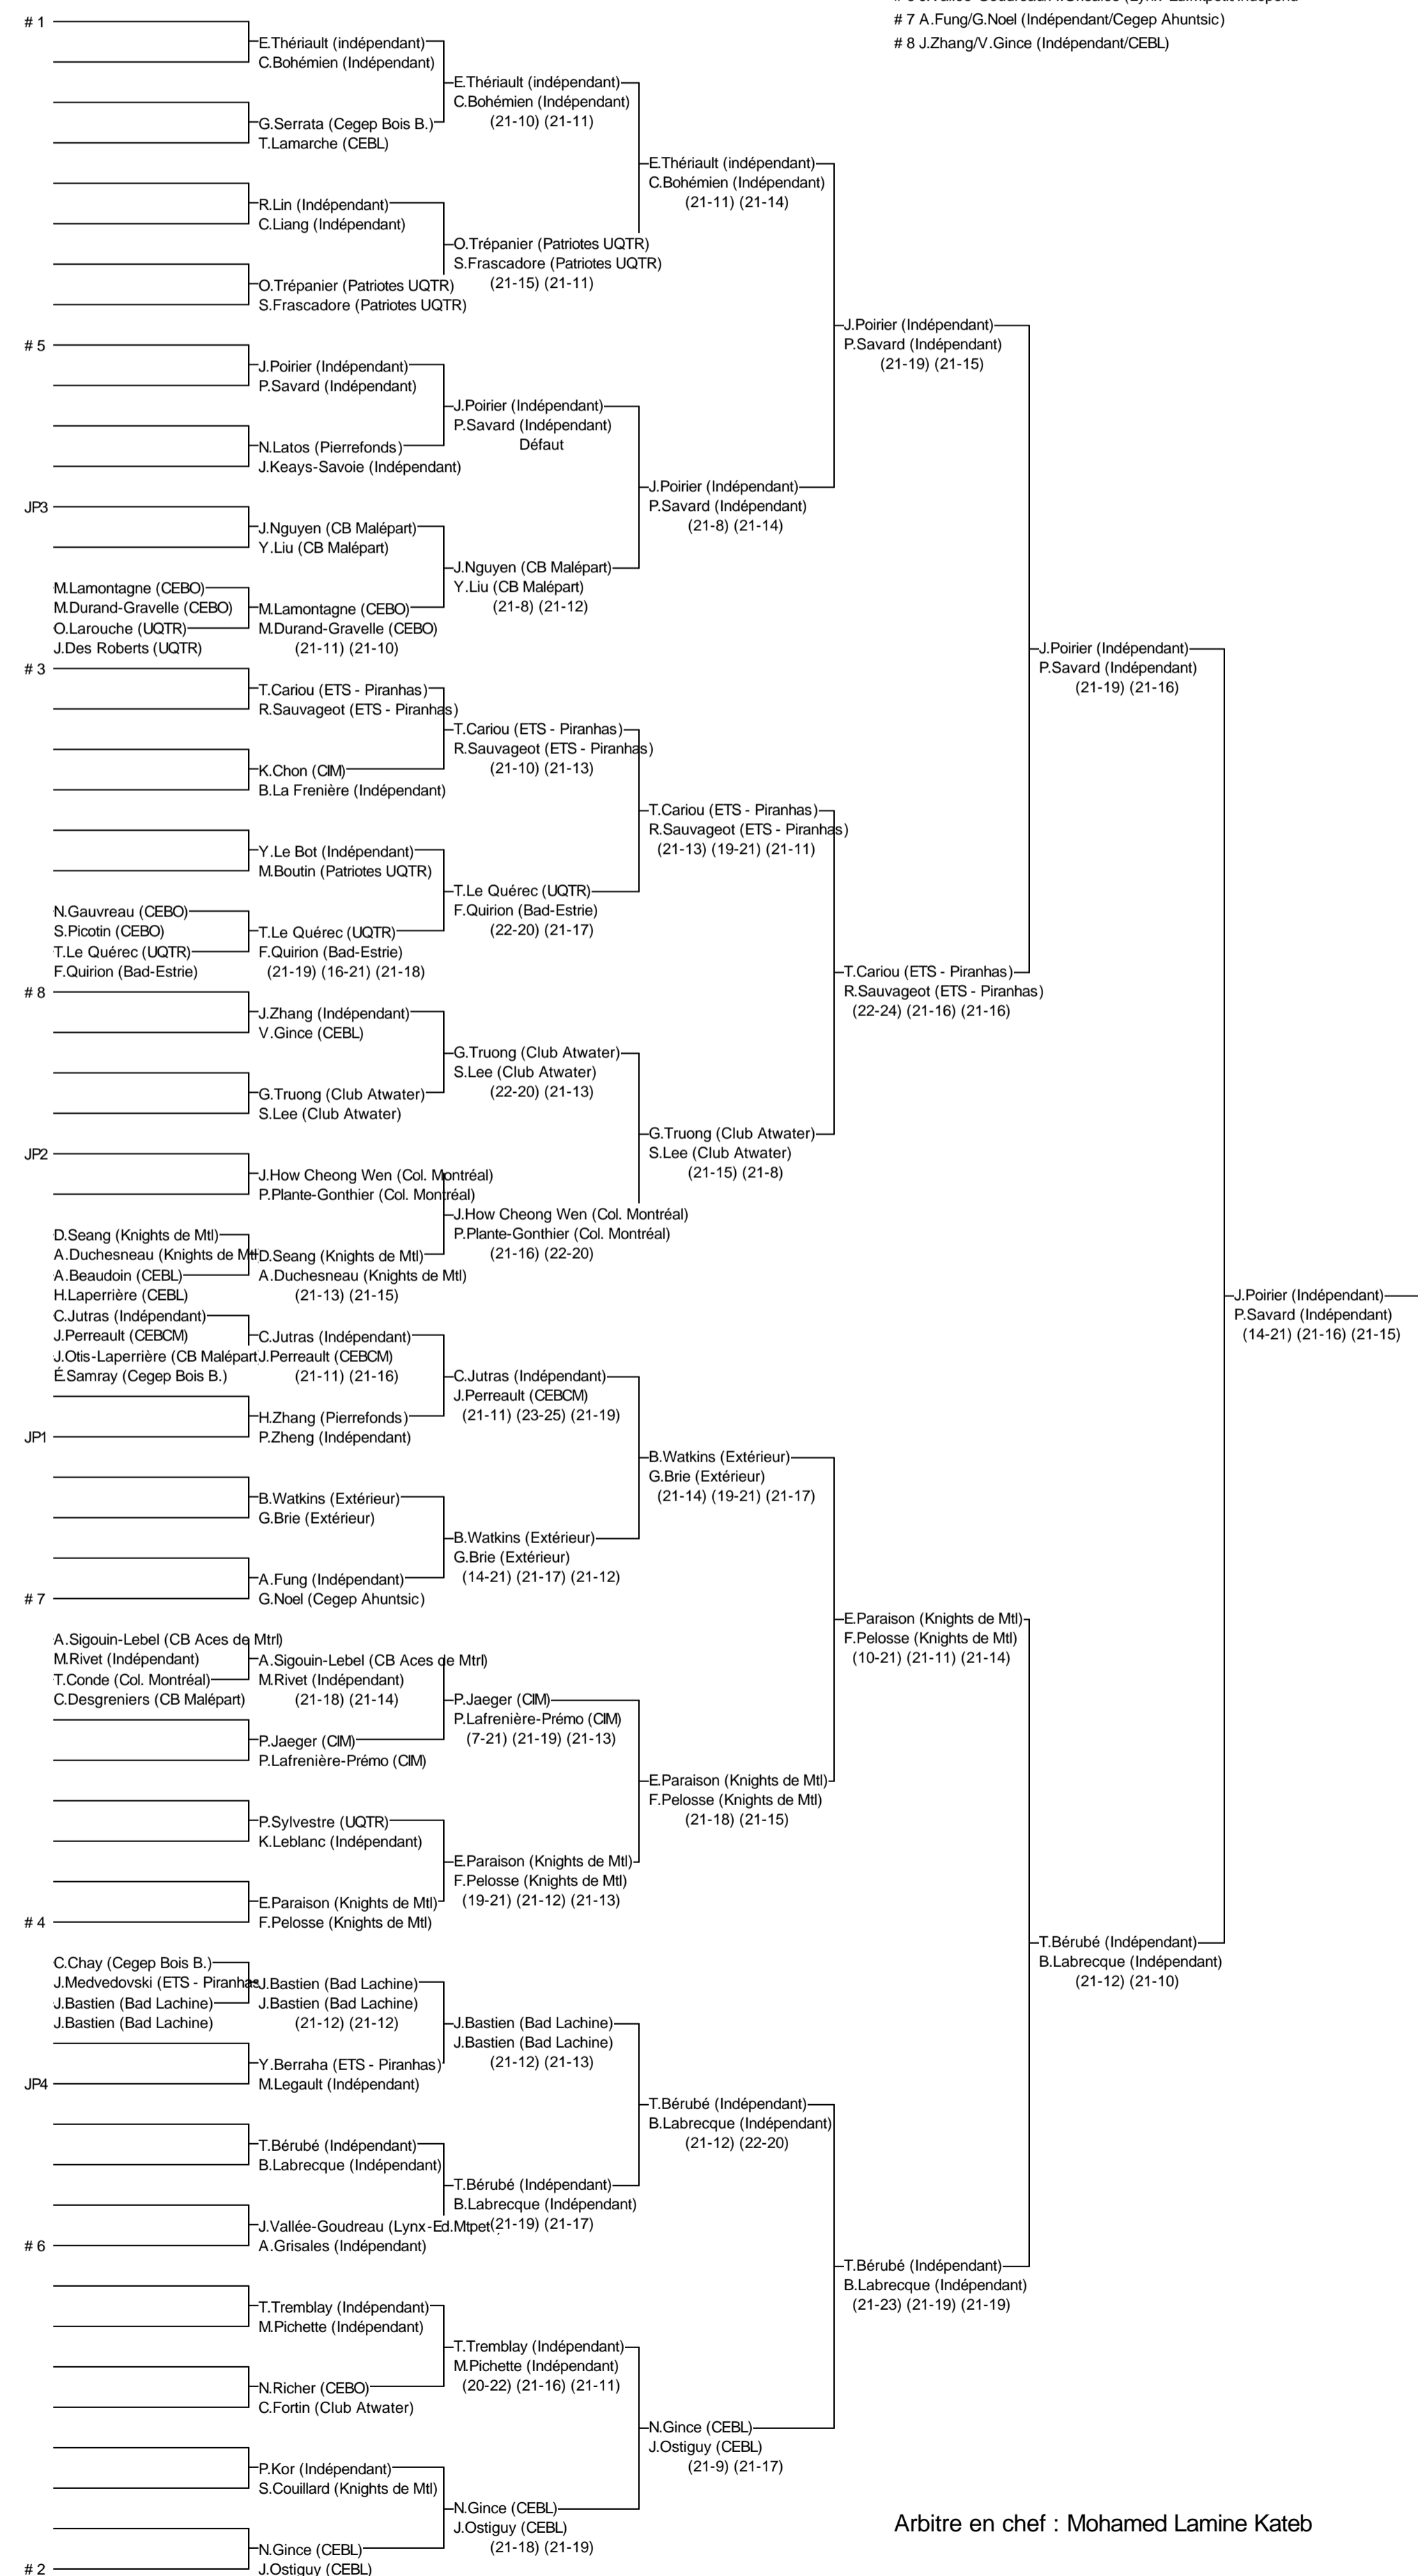 # 7 A.Fung/G.Noel (Indépendant/Cegep Ahuntsic)
# 8 J.Zhang/V.Gince (Indépendant/CEBL)
# 1
# 5
JP3
M.Lamontagne (CEBO)
M.Durand-Gravelle (CEBO)
O.Larouche (UQTR)
J.Des Roberts (UQTR)
# 3
N.Gauvreau (CEBO)
S.Picotin (CEBO)
T.Le Quérec (UQTR)
F.Quirion (Bad-Estrie)
# 8
JP2
D.Seang (Knights de Mtl)
A.Duchesneau (Knights de Mtl
A.Beaudoin (CEBL)
H.Laperrière (CEBL)
C.Jutras (Indépendant)
J.Perreault (CEBCM)
J.Otis-Laperrière (CB Malépart
É.Samray (Cegep Bois B.)
JP1
# 7
A.Sigouin-Lebel (CB Aces de Mtrl)
M.Rivet (Indépendant)
T.Conde (Col. Montréal)
C.Desgreniers (CB Malépart)
# 4
C.Chay (Cegep Bois B.)
J.Medvedovski (ETS - Piranhas
J.Bastien (Bad Lachine)
J.Bastien (Bad Lachine)
JP4
# 6
# 2
E.Thériault (indépendant)
C.Bohémien (Indépendant)
G.Serrata (Cegep Bois B.)
T.Lamarche (CEBL)
R.Lin (Indépendant)
C.Liang (Indépendant)
O.Trépanier (Patriotes UQTR)
S.Frascadore (Patriotes UQTR)
J.Poirier (Indépendant)
P.Savard (Indépendant)
N.Latos (Pierrefonds)
J.Keays-Savoie (Indépendant)
J.Nguyen (CB Malépart)
Y.Liu (CB Malépart)
M.Lamontagne (CEBO)
M.Durand-Gravelle (CEBO)
(21-11) (21-10)
T.Cariou (ETS - Piranhas)
R.Sauvageot (ETS - Piranhas)
K.Chon (CIM)
B.La Frenière (Indépendant)
Y.Le Bot (Indépendant)
M.Boutin (Patriotes UQTR)
T.Le Quérec (UQTR)
F.Quirion (Bad-Estrie)
(21-19) (16-21) (21-18)
J.Zhang (Indépendant)
V.Gince (CEBL)
G.Truong (Club Atwater)
S.Lee (Club Atwater)
J.How Cheong Wen (Col. Montréal)
P.Plante-Gonthier (Col. Montréal)
D.Seang (Knights de Mtl)
A.Duchesneau (Knights de Mtl)
(21-13) (21-15)
C.Jutras (Indépendant)
J.Perreault (CEBCM)
(21-11) (21-16)
H.Zhang (Pierrefonds)
P.Zheng (Indépendant)
B.Watkins (Extérieur)
G.Brie (Extérieur)
A.Fung (Indépendant)
G.Noel (Cegep Ahuntsic)
A.Sigouin-Lebel (CB Aces de Mtrl)
M.Rivet (Indépendant)
(21-18) (21-14)
P.Jaeger (CIM)
P.Lafrenière-Prémo (CIM)
P.Sylvestre (UQTR)
K.Leblanc (Indépendant)
E.Paraison (Knights de Mtl)
F.Pelosse (Knights de Mtl)
J.Bastien (Bad Lachine)
J.Bastien (Bad Lachine)
(21-12) (21-12)
Y.Berraha (ETS - Piranhas)
M.Legault (Indépendant)
T.Bérubé (Indépendant)
B.Labrecque (Indépendant)
J.Vallée-Goudreau (Lynx-Ed.Mtpet
A.Grisales (Indépendant)
T.Tremblay (Indépendant)
M.Pichette (Indépendant)
N.Richer (CEBO)
C.Fortin (Club Atwater)
P.Kor (Indépendant)
S.Couillard (Knights de Mtl)
N.Gince (CEBL)
J.Ostiguy (CEBL)
E.Thériault (indépendant)
C.Bohémien (Indépendant)
(21-10) (21-11)
O.Trépanier (Patriotes UQTR)
S.Frascadore (Patriotes UQTR)
(21-15) (21-11)
J.Poirier (Indépendant)
P.Savard (Indépendant)
Défaut
J.Nguyen (CB Malépart)
Y.Liu (CB Malépart)
(21-8) (21-12)
T.Cariou (ETS - Piranhas)
R.Sauvageot (ETS - Piranhas)
(21-10) (21-13)
T.Le Quérec (UQTR)
F.Quirion (Bad-Estrie)
(22-20) (21-17)
G.Truong (Club Atwater)
S.Lee (Club Atwater)
(22-20) (21-13)
J.How Cheong Wen (Col. Montréal)
P.Plante-Gonthier (Col. Montréal)
(21-16) (22-20)
C.Jutras (Indépendant)
J.Perreault (CEBCM)
(21-11) (23-25) (21-19)
B.Watkins (Extérieur)
G.Brie (Extérieur)
(14-21) (21-17) (21-12)
P.Jaeger (CIM)
P.Lafrenière-Prémo (CIM)
(7-21) (21-19) (21-13)
E.Paraison (Knights de Mtl)
F.Pelosse (Knights de Mtl)
(19-21) (21-12) (21-13)
J.Bastien (Bad Lachine)
J.Bastien (Bad Lachine)
(21-12) (21-13)
T.Bérubé (Indépendant)
B.Labrecque (Indépendant)
(21-19) (21-17)
T.Tremblay (Indépendant)
M.Pichette (Indépendant)
(20-22) (21-16) (21-11)
N.Gince (CEBL)
J.Ostiguy (CEBL)
(21-18) (21-19)
E.Thériault (indépendant)
C.Bohémien (Indépendant)
(21-11) (21-14)
J.Poirier (Indépendant)
P.Savard (Indépendant)
(21-8) (21-14)
T.Cariou (ETS - Piranhas)
R.Sauvageot (ETS - Piranhas)
(21-13) (19-21) (21-11)
G.Truong (Club Atwater)
S.Lee (Club Atwater)
(21-15) (21-8)
B.Watkins (Extérieur)
G.Brie (Extérieur)
(21-14) (19-21) (21-17)
E.Paraison (Knights de Mtl)
F.Pelosse (Knights de Mtl)
(21-18) (21-15)
T.Bérubé (Indépendant)
B.Labrecque (Indépendant)
(21-12) (22-20)
N.Gince (CEBL)
J.Ostiguy (CEBL)
(21-9) (21-17)
J.Poirier (Indépendant)
P.Savard (Indépendant)
(21-19) (21-15)
T.Cariou (ETS - Piranhas)
R.Sauvageot (ETS - Piranhas)
(22-24) (21-16) (21-16)
E.Paraison (Knights de Mtl)
F.Pelosse (Knights de Mtl)
(10-21) (21-11) (21-14)
T.Bérubé (Indépendant)
B.Labrecque (Indépendant)
(21-23) (21-19) (21-19)
J.Poirier (Indépendant)
P.Savard (Indépendant)
(21-19) (21-16)
T.Bérubé (Indépendant)
B.Labrecque (Indépendant)
(21-12) (21-10)
J.Poirier (Indépendant)
P.Savard (Indépendant)
(14-21) (21-16) (21-15)
Arbitre en chef : Mohamed Lamine Kateb